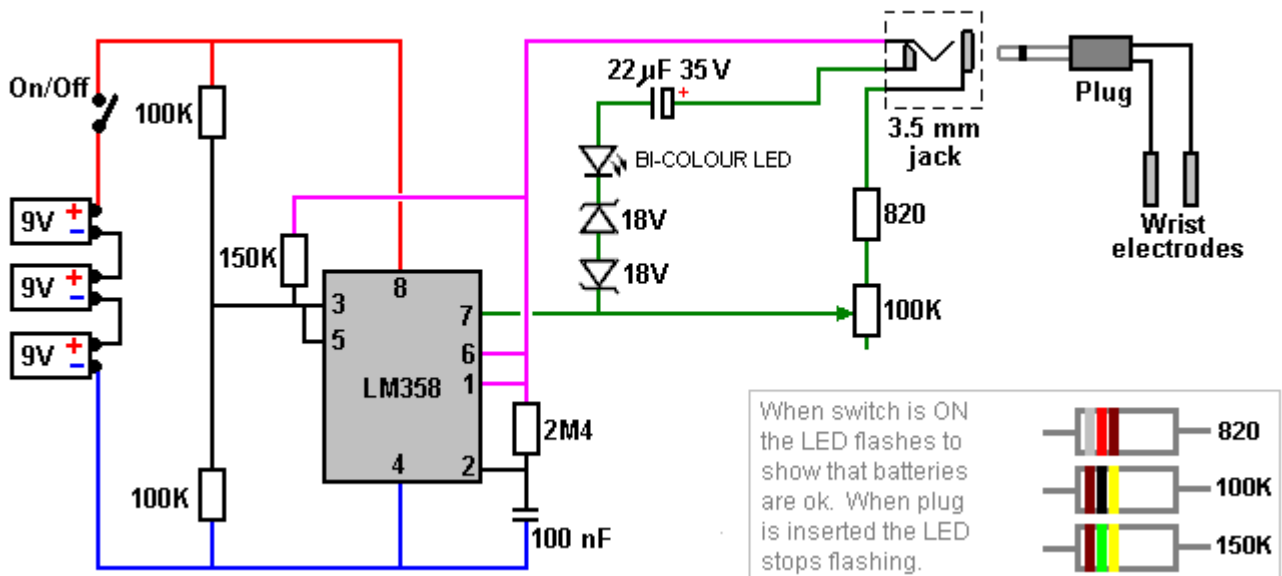 On/Off
100K
22 µF 35 V
+
Plug
3.5 mm
jack
BI-COLOUR LED
9V + −
150K
18V
820
Wrist
electrodes
9V + −
18V
8
3
7
100K
5
9V + −
6
LM358
1
2M4
4
2
100K
100 nF
When switch is ON
the LED flashes to
show that batteries
are ok. When plug
is inserted the LED
stops flashing.
820
100K
150K